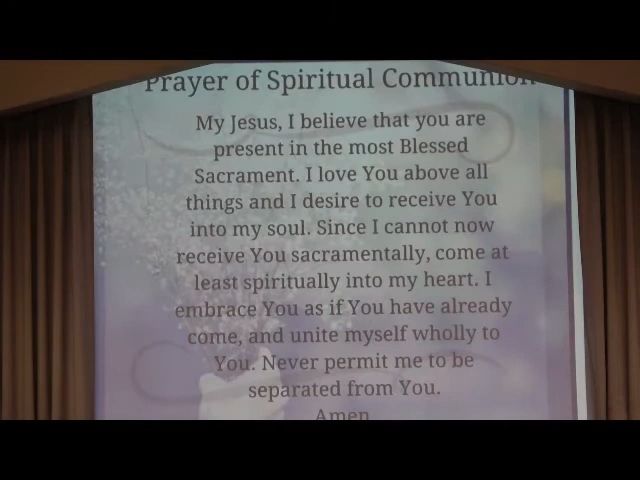 Prayer of Spiritual Communion
My Jesus, I believe that you are
present in the most Blessed
Sacrament. I love You above all
things and I desire to receive You
into my soul. Since I cannot now
receive You sacramentally, come at
least spiritually into my heart. I
embrace You as if You have already
come, and unite myself wholly to
You. Never permit me to be
separated from You.
Amen